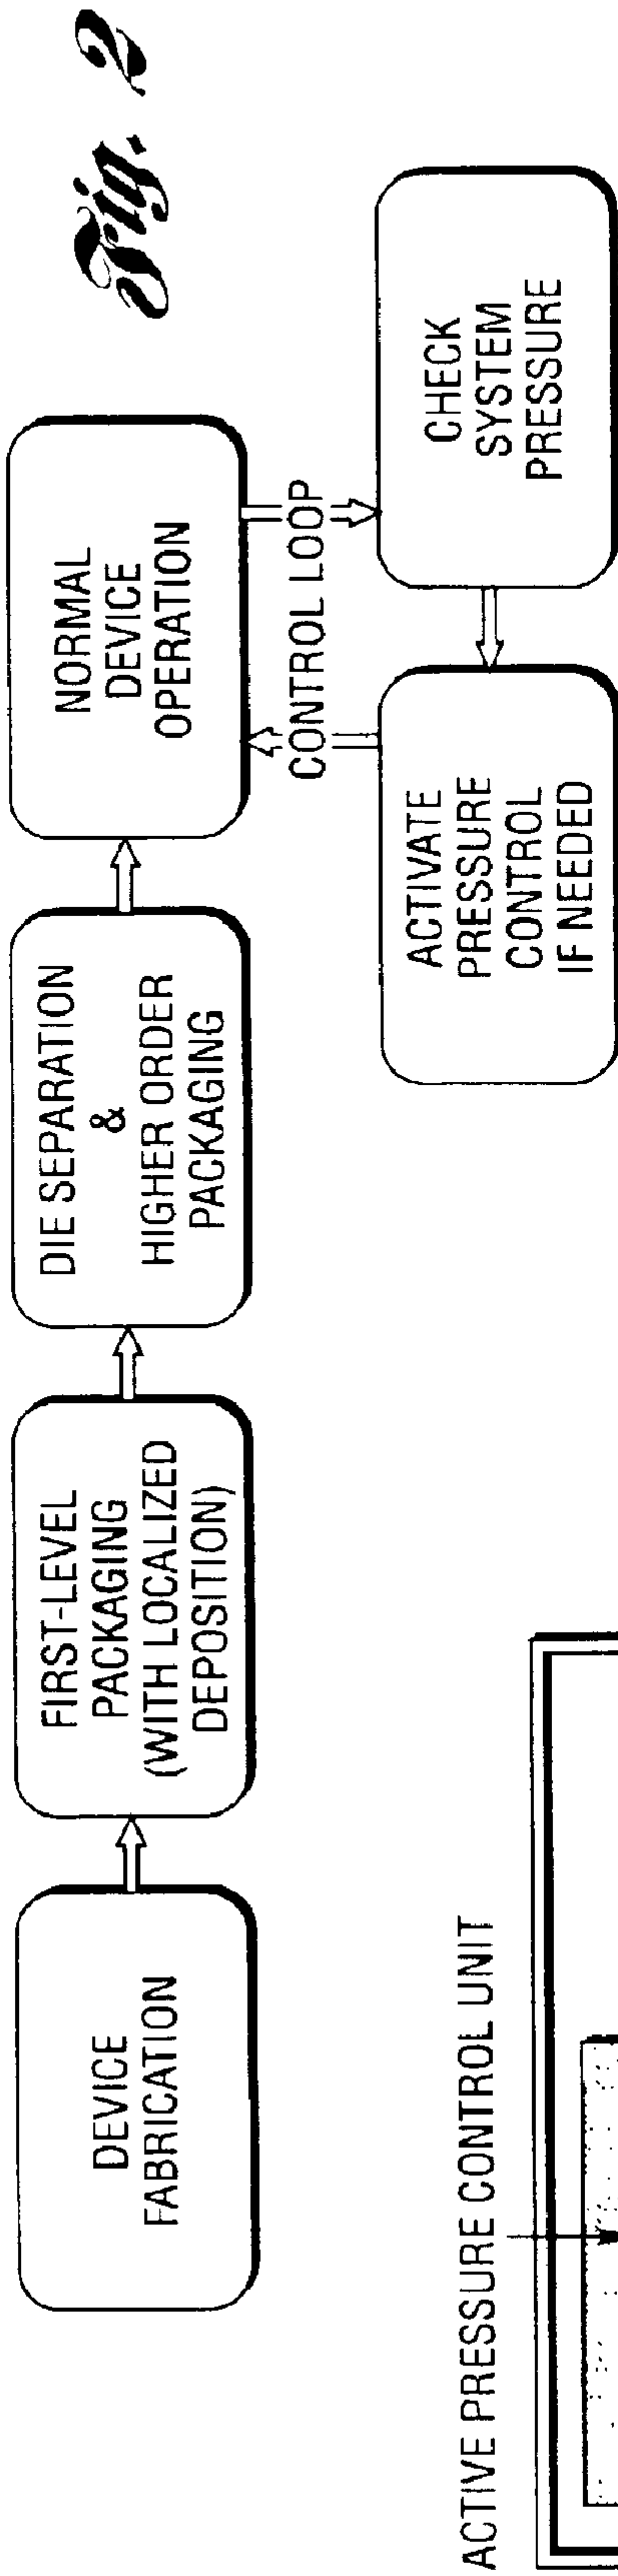 DEVICE
FABRICATION
FIRST-LEVEL
PACKAGING
(WITH LOCALIZED
DEPOSITION)
DIE SEPARATION
&
HIGHER ORDER
PACKAGING
NORMAL
DEVICE
OPERATION
CONTROL LOOP
CHECK
SYSTEM
PRESSURE
ACTIVATE
PRESSURE
CONTROL
IF NEEDED
Fig. 2
ACTIVE PRESSURE CONTROL UNIT